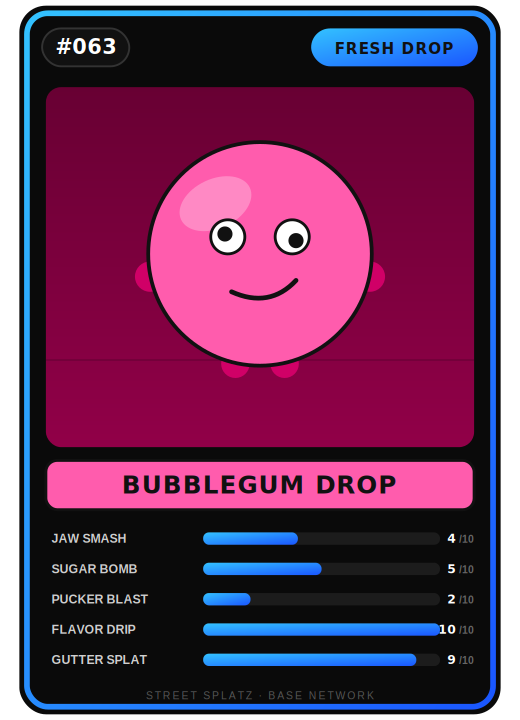 #063 FRESH DROP
BUBBLEGUM DROP
JAW SMASH 4 /10
SUGAR BOMB 5 /10
PUCKER BLAST 2 /10
FLAVOR DRIP 10 /10
GUTTER SPLAT 9 /10
STREET SPLATZ · BASE NETWORK